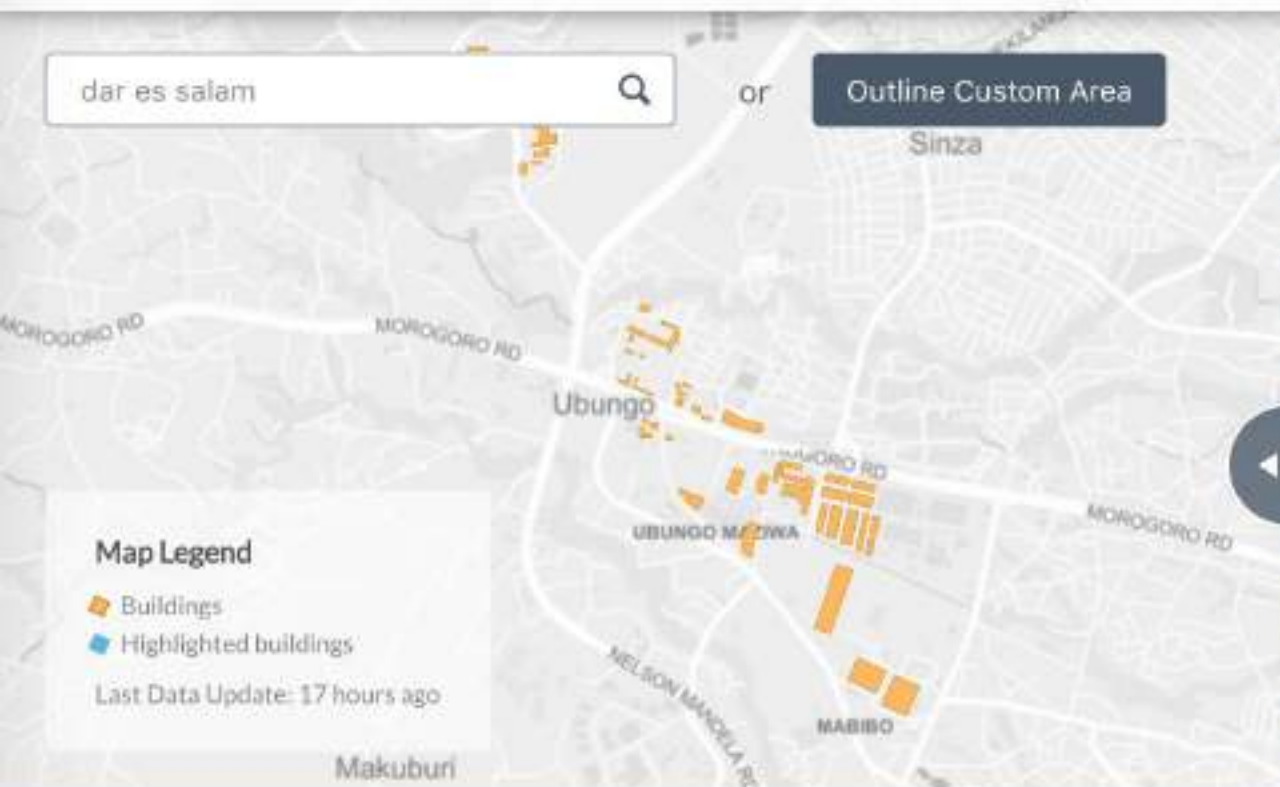 dar es salam
or
Outline Custom Area
Sinza
MOROGORO RD
MOROGORO RD
Ubungo
OGORO RD
MOROGORO RD
UBUNGO MAZIWA
Map Legend
Buildings
Highlighted buildings
Last Data Update: 17 hours ago
NELSON MANDELA RD
MABIBO
Makuburi